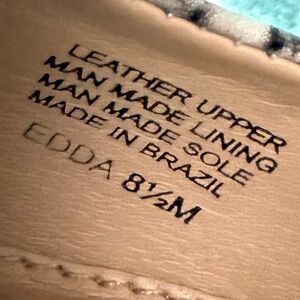 LEATHER UPPER
MAN MADE LINING
MAN MADE SOLE
MADE IN BRAZIL
EDDA 8½M